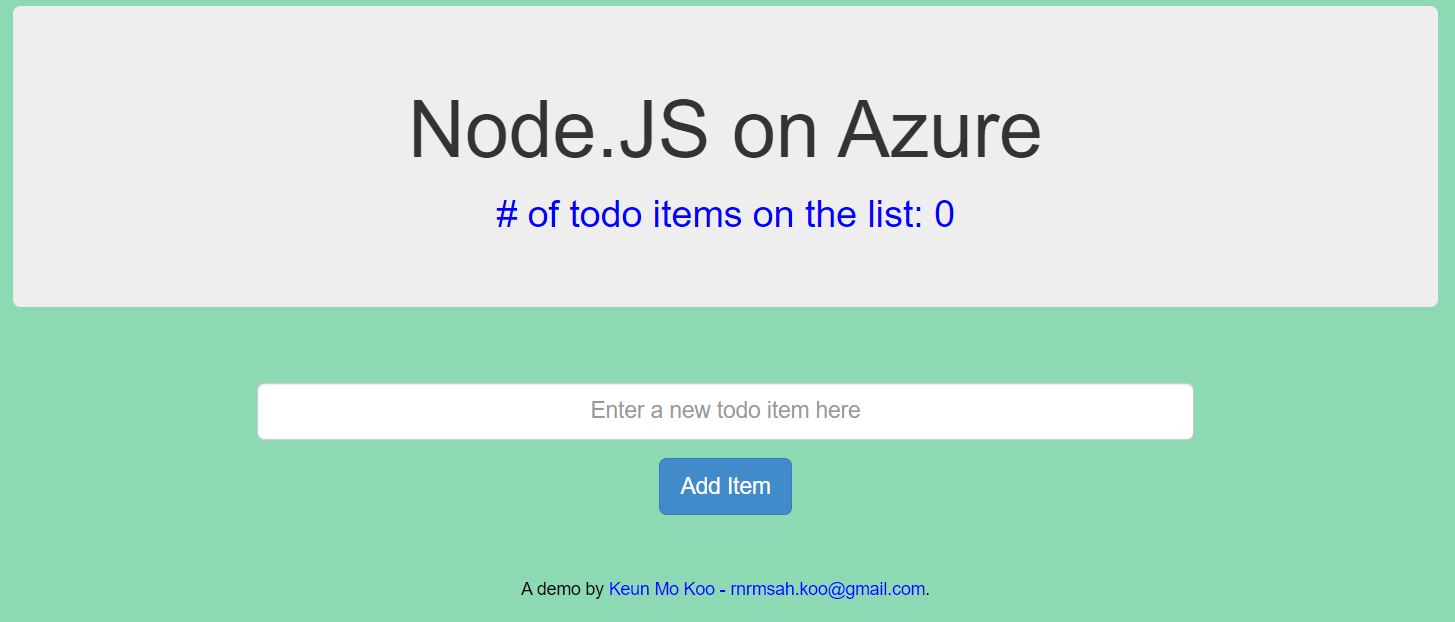 Node.JS on Azure
# of todo items on the list: 0
Enter a new todo item here
Add Item
A demo by Keun Mo Koo - rnrmsah.koo@gmail.com.